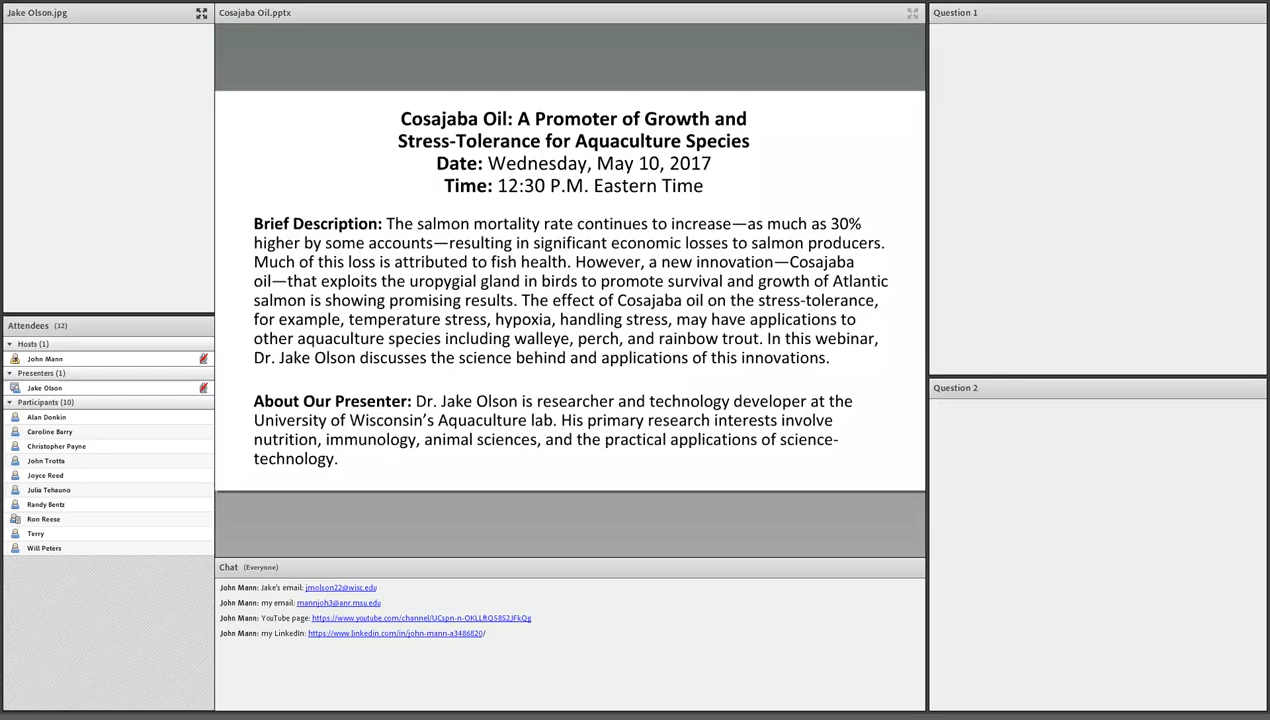 Jake Olson.jpg
Attendees (12)
Hosts (1)
John Mann
Presenters (1)
Jake Olson
Participants (10)
Alan Donkin
Caroline Barry
Christopher Payne
John Trotta
Joyce Reed
Julia Tehauno
Randy Bentz
Ron Reese
Terry
Will Peters
Cosajaba Oil.pptx
Cosajaba Oil: A Promoter of Growth and
Stress-Tolerance for Aquaculture Species
Date: Wednesday, May 10, 2017
Time: 12:30 P.M. Eastern Time
Brief Description: The salmon mortality rate continues to increase—as much as 30%
higher by some accounts—resulting in significant economic losses to salmon producers.
Much of this loss is attributed to fish health. However, a new innovation—Cosajaba
oil—that exploits the uropygial gland in birds to promote survival and growth of Atlantic
salmon is showing promising results. The effect of Cosajaba oil on the stress-tolerance,
for example, temperature stress, hypoxia, handling stress, may have applications to
other aquaculture species including walleye, perch, and rainbow trout. In this webinar,
Dr. Jake Olson discusses the science behind and applications of this innovations.
About Our Presenter: Dr. Jake Olson is researcher and technology developer at the
University of Wisconsin's Aquaculture lab. His primary research interests involve
nutrition, immunology, animal sciences, and the practical applications of science-
technology.
Chat (Everyone)
John Mann: Jake's email: jmolson22@wisc.edu
John Mann: my email: mannjoh3@anr.msu.edu
John Mann: YouTube page:
John Mann: my LinkedIn: https://www.linkedin.com/in/john-mann-a3486820/
Question 1
Question 2